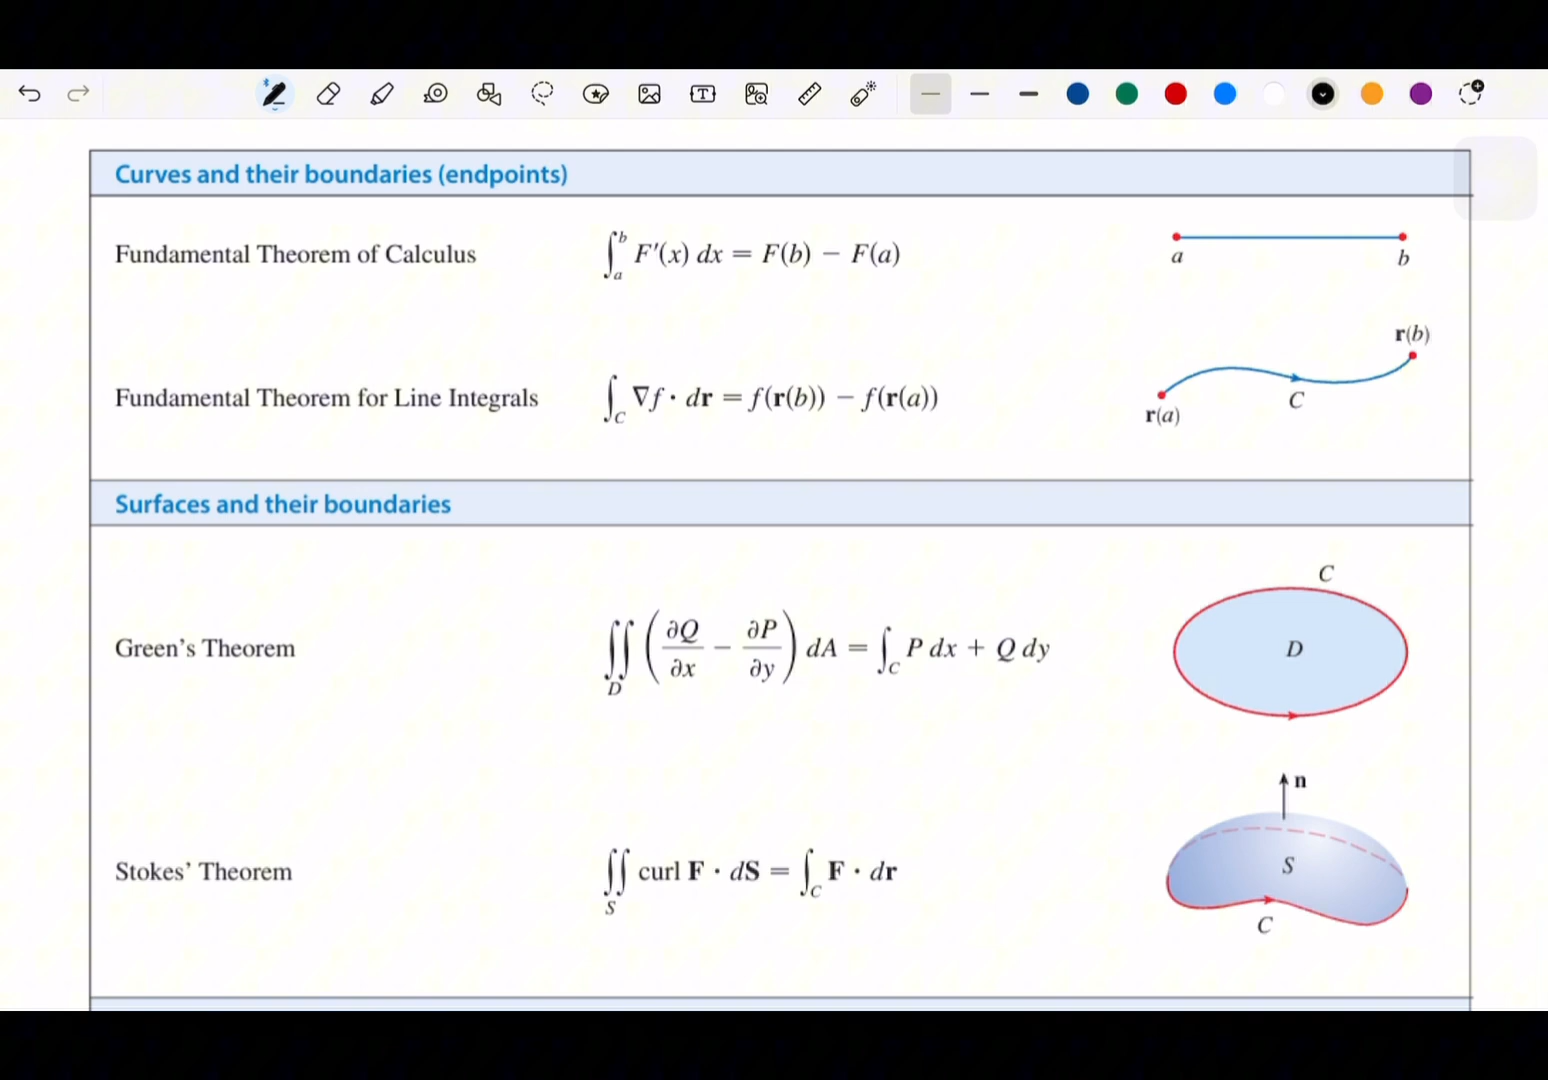 Curves and their boundaries (endpoints)
Fundamental Theorem of Calculus
∫_a^b F′(x) dx = F(b) − F(a)
a
b
Fundamental Theorem for Line Integrals
∫_C ∇f · dr = f(r(b)) − f(r(a))
r(a)
C
r(b)
Surfaces and their boundaries
Green’s Theorem
∬_D (∂Q/∂x − ∂P/∂y) dA = ∫_C P dx + Q dy
C
D
Stokes’ Theorem
∬_S curl F · dS = ∫_C F · dr
n
S
C